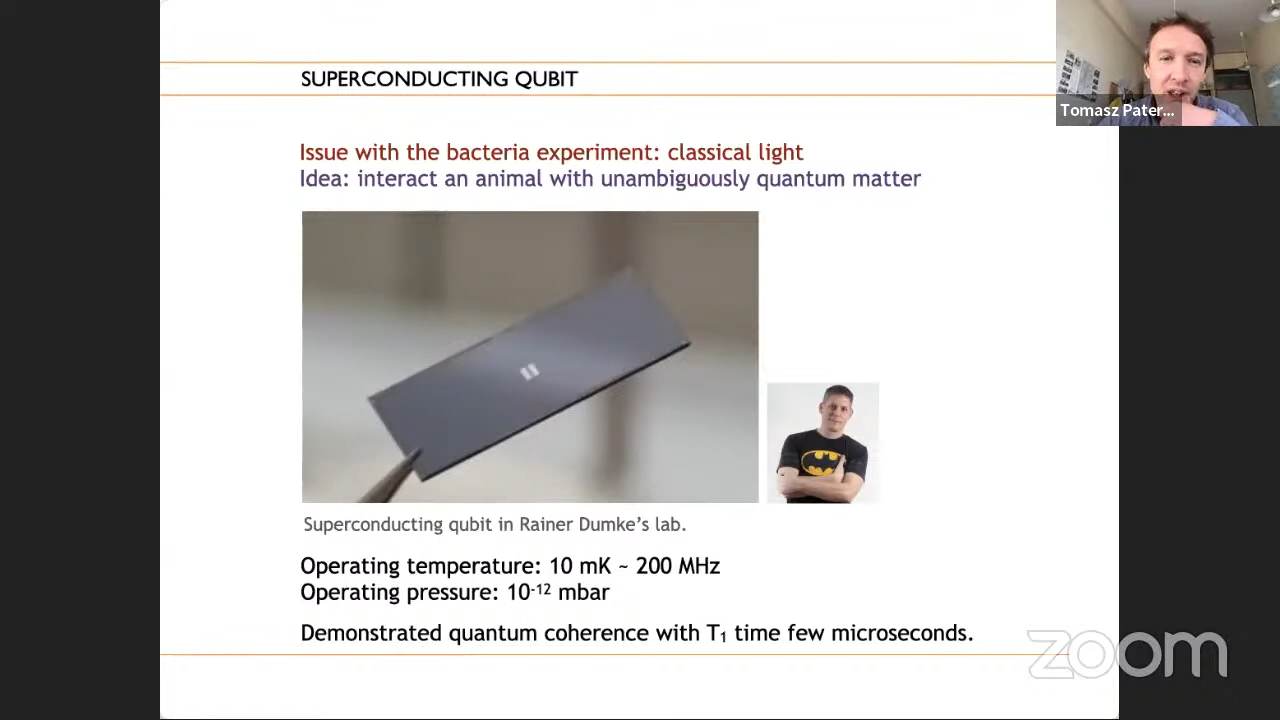 SUPERCONDUCTING QUBIT
Tomasz Pater...
Issue with the bacteria experiment: classical light
Idea: interact an animal with unambiguously quantum matter
Superconducting qubit in Rainer Dumke's lab.
Operating temperature: 10 mK ~ 200 MHz
Operating pressure: 10⁻¹² mbar
Demonstrated quantum coherence with T₁ time few microseconds.
zoom